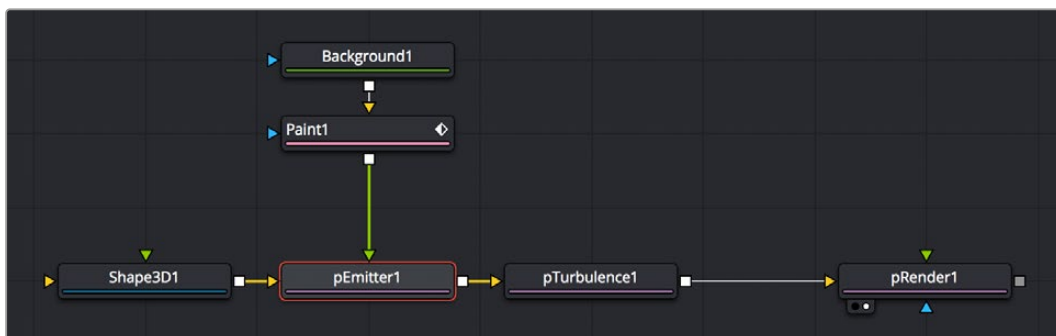 Background1
Paint1
Shape3D1
pEmitter1
pTurbulence1
pRender1